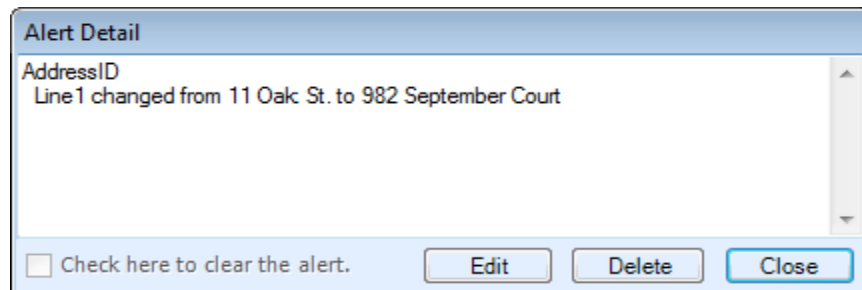 Alert Detail
AddressID
Line1 changed from 11 Oak St. to 982 September Court
Check here to clear the alert. Edit Delete Close